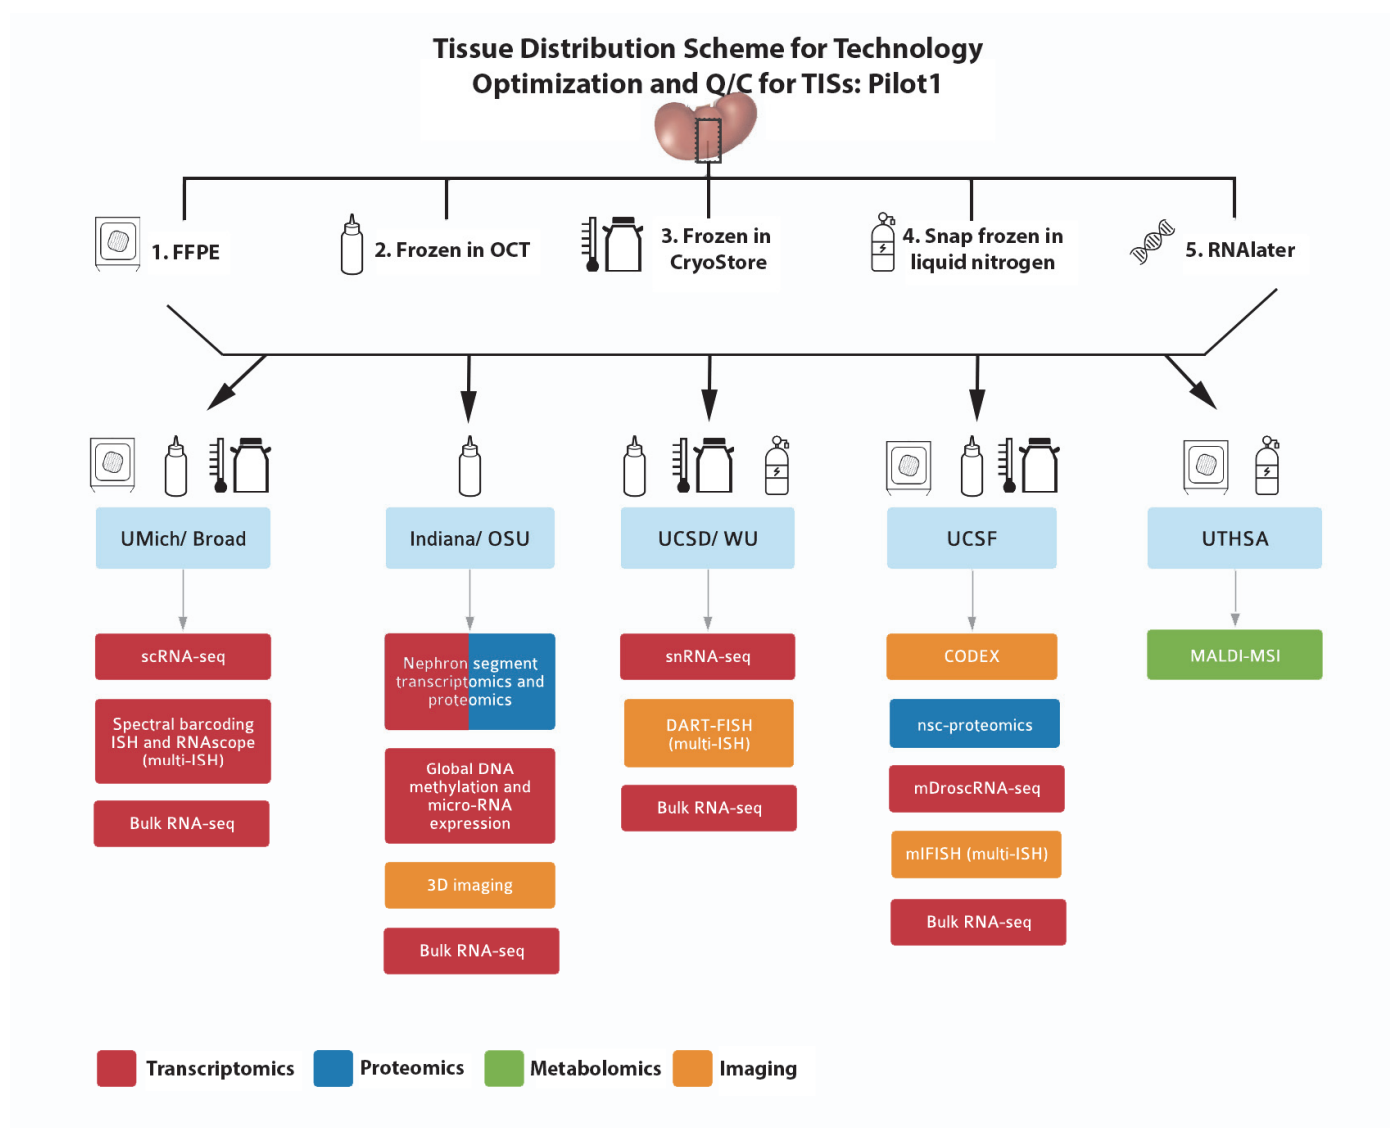 Tissue Distribution Scheme for Technology
Optimization and Q/C for TISs: Pilot1
1. FFPE
2. Frozen in OCT
3. Frozen in
CryoStore
4. Snap frozen in
liquid nitrogen
5. RNAlater
UMich/ Broad
Indiana/ OSU
UCSD/ WU
UCSF
UTHSA
scRNA-seq
Spectral barcoding
ISH and RNAscope
(multi-ISH)
Bulk RNA-seq
Nephron segment
transcriptomics and
proteomics
Global DNA
methylation and
micro-RNA
expression
3D imaging
Bulk RNA-seq
snRNA-seq
DART-FISH
(multi-ISH)
Bulk RNA-seq
CODEX
nsc-proteomics
mDroscRNA-seq
mIFISH (multi-ISH)
Bulk RNA-seq
MALDI-MSI
Transcriptomics
Proteomics
Metabolomics
Imaging